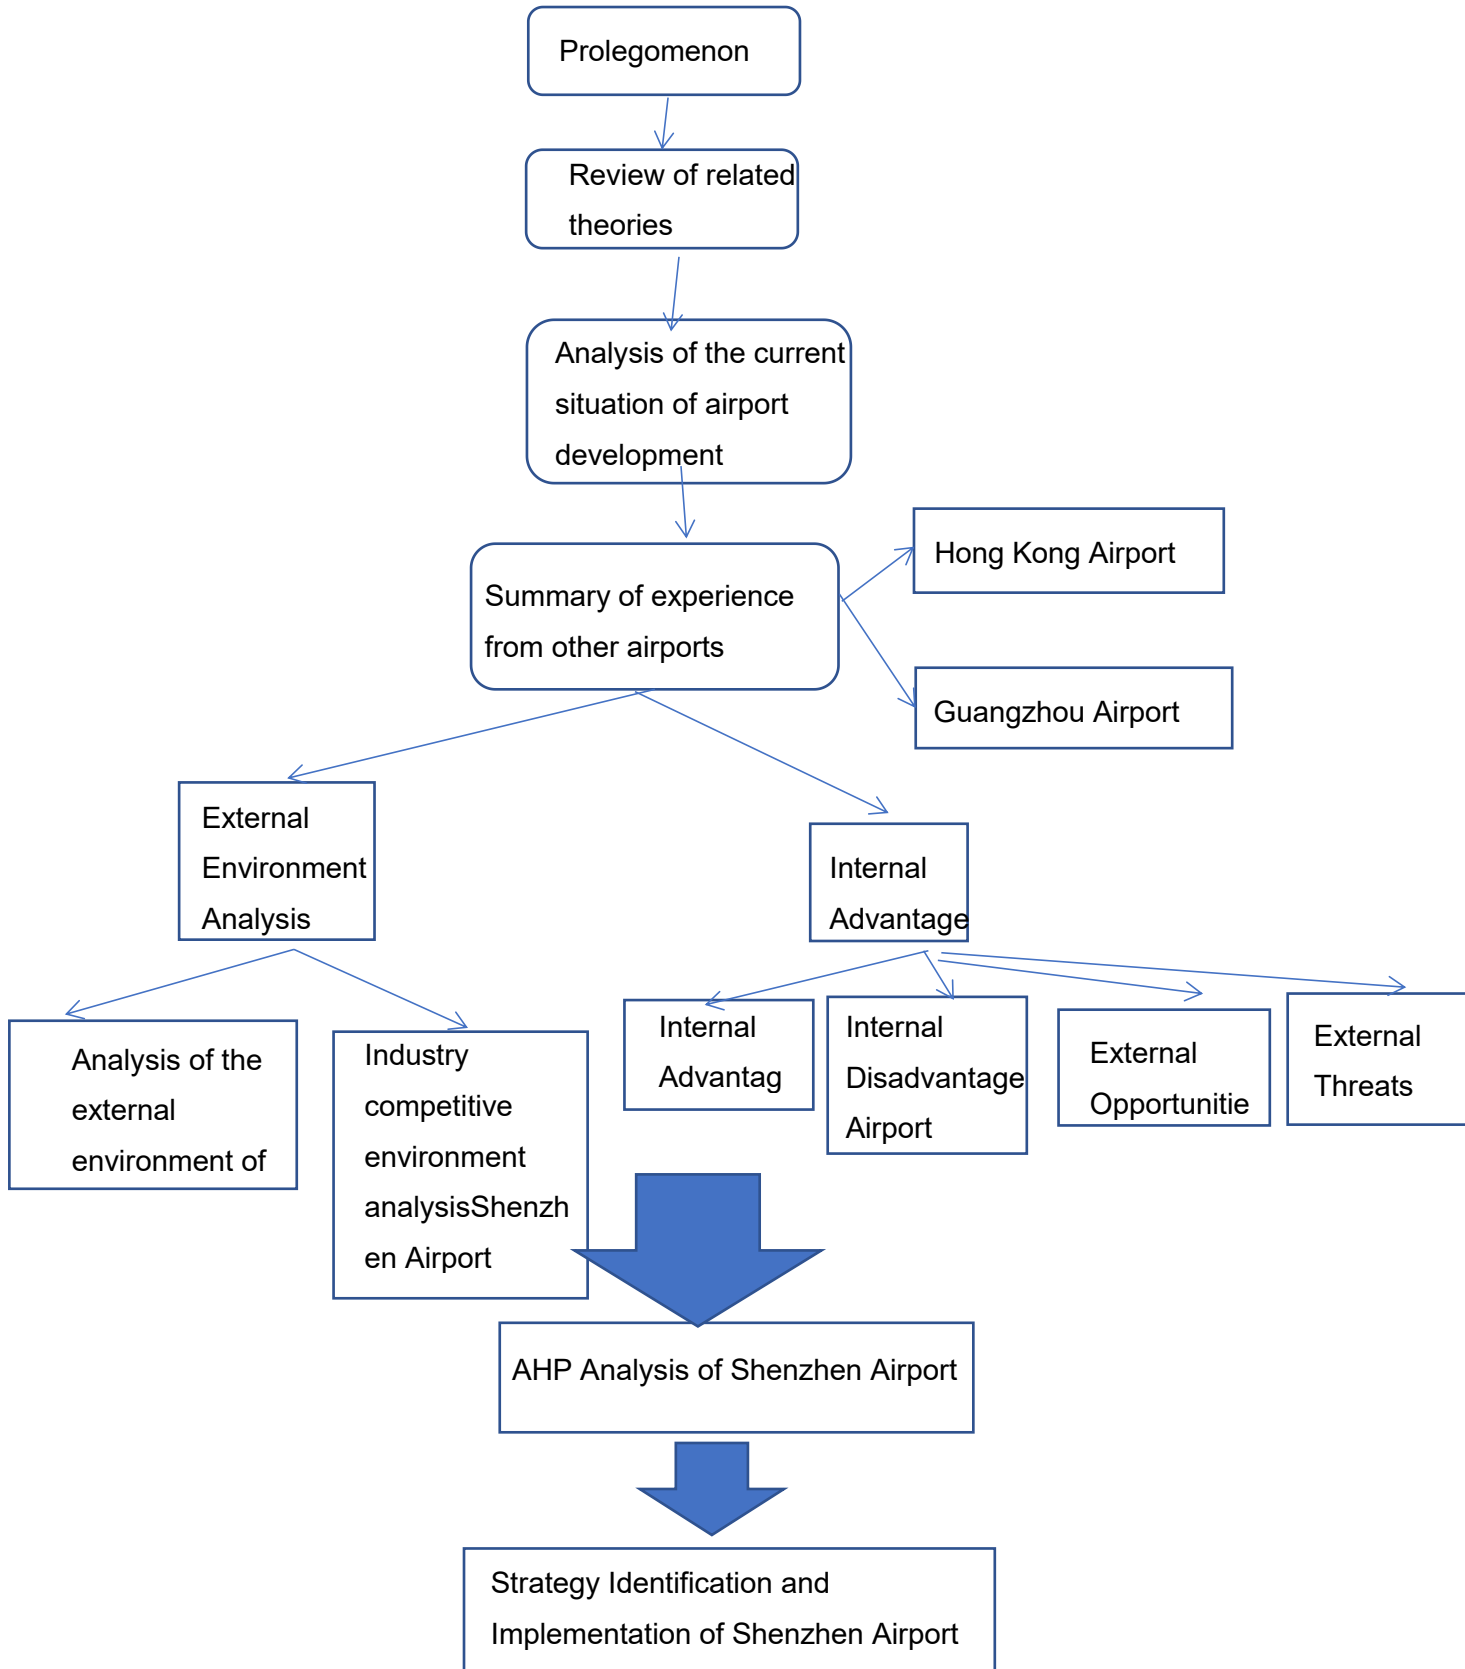 Prolegomenon
Review of related
theories
Analysis of the current
situation of airport
development
Summary of experience
from other airports
Hong Kong Airport
Guangzhou Airport
External
Environment
Analysis
Internal
Advantage
Analysis of the
external
environment of
Industry
competitive
environment
analysisShenzh
en Airport
Internal
Advantag
Internal
Disadvantage
Airport
External
Opportunitie
External
Threats
AHP Analysis of Shenzhen Airport
Strategy Identification and
Implementation of Shenzhen Airport